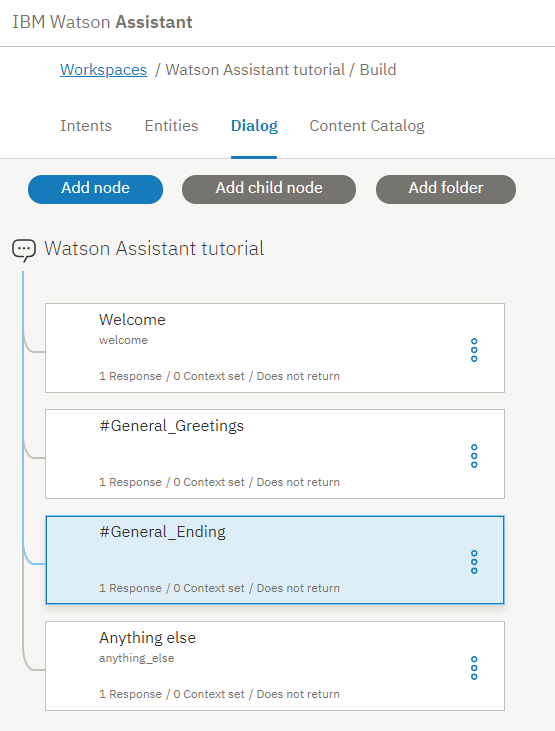 IBM Watson Assistant
Workspaces / Watson Assistant tutorial / Build
Intents Entities Dialog Content Catalog
Add node Add child node Add folder
Watson Assistant tutorial
Welcome
welcome
1 Response / 0 Context set / Does not return
#General_Greetings
1 Response / 0 Context set / Does not return
#General_Ending
1 Response / 0 Context set / Does not return
Anything else
anything_else
1 Response / 0 Context set / Does not return